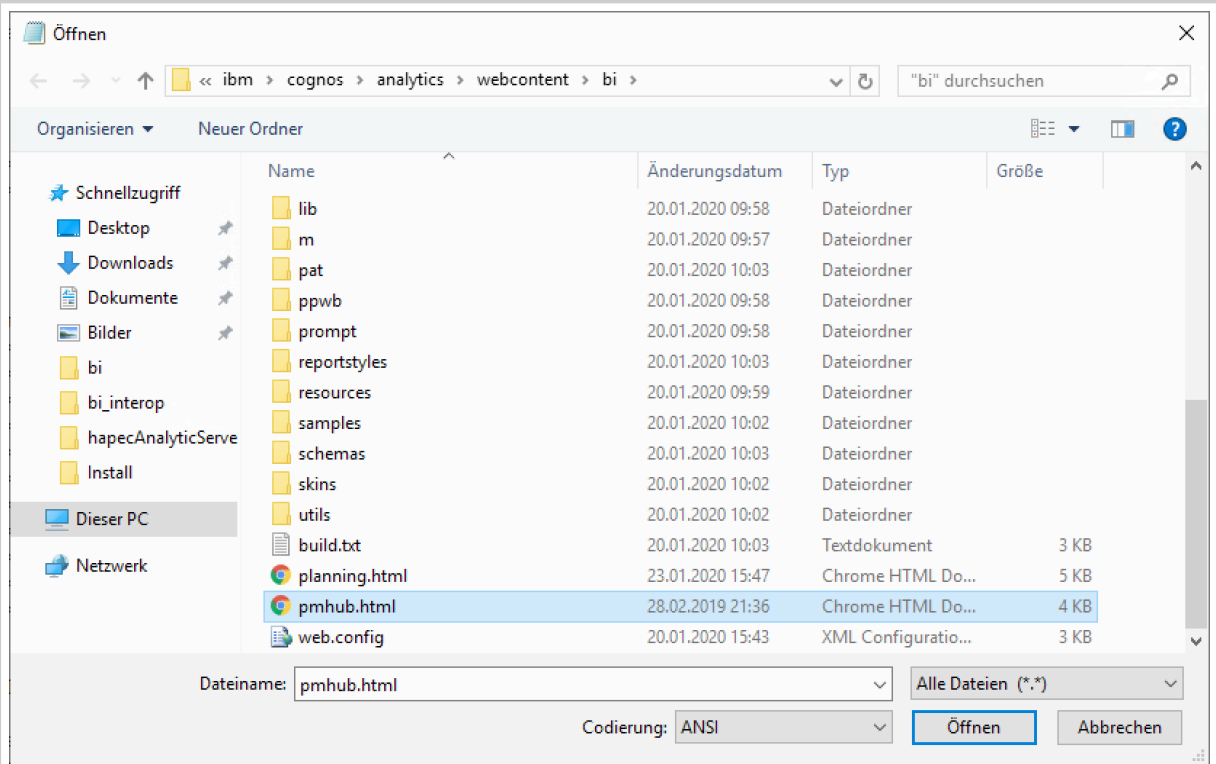 Öffnen
« ibm › cognos › analytics › webcontent › bi ›
"bi" durchsuchen
Organisieren
Neuer Ordner
?
Name Änderungsdatum Typ Größe
Schnellzugriff
Desktop
Downloads
Dokumente
Bilder
bi
bi_interop
hapecAnalyticServe
Install
Dieser PC
Netzwerk
lib 20.01.2020 09:58 Dateiordner
m 20.01.2020 09:57 Dateiordner
pat 20.01.2020 10:03 Dateiordner
ppwb 20.01.2020 09:58 Dateiordner
prompt 20.01.2020 09:58 Dateiordner
reportstyles 20.01.2020 10:03 Dateiordner
resources 20.01.2020 09:59 Dateiordner
samples 20.01.2020 10:02 Dateiordner
schemas 20.01.2020 10:03 Dateiordner
skins 20.01.2020 10:02 Dateiordner
utils 20.01.2020 10:02 Dateiordner
build.txt 20.01.2020 10:03 Textdokument 3 KB
planning.html 23.01.2020 15:47 Chrome HTML Do... 5 KB
pmhub.html 28.02.2019 21:36 Chrome HTML Do... 4 KB
web.config 20.01.2020 15:43 XML Configuratio... 3 KB
Dateiname: pmhub.html
Alle Dateien (*.*)
Codierung: ANSI
Öffnen
Abbrechen